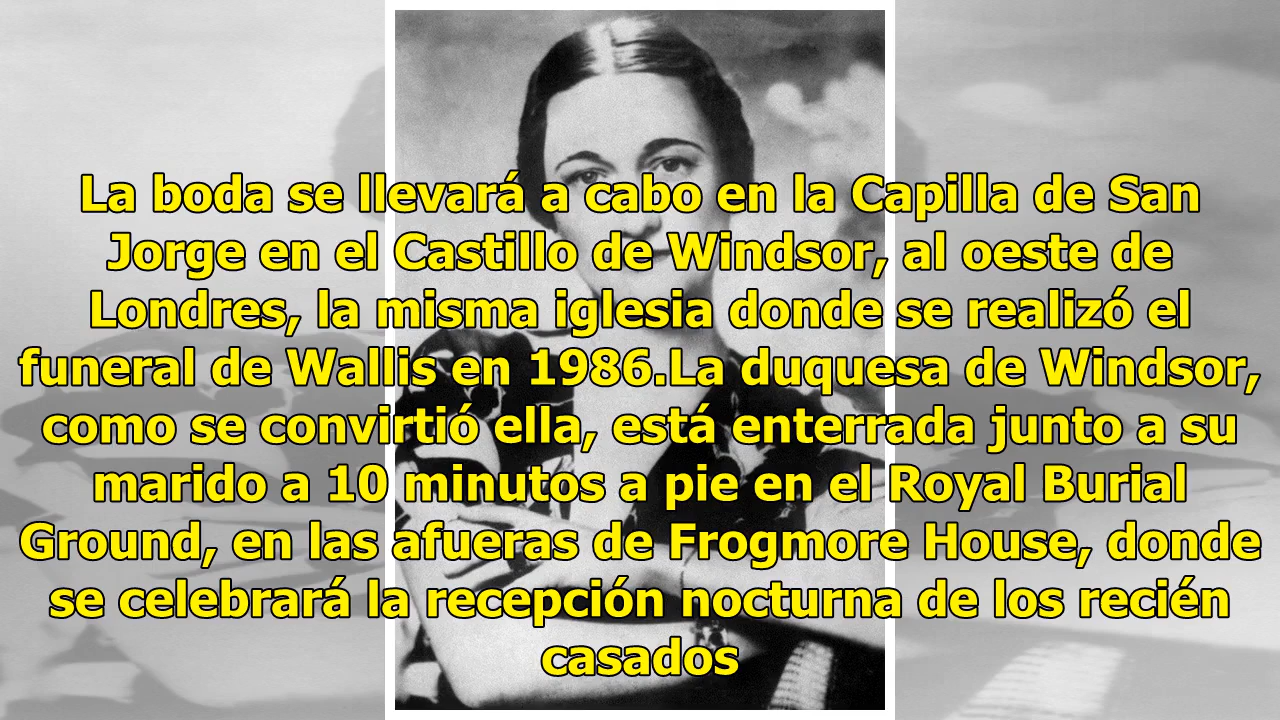 La boda se llevará a cabo en la Capilla de San
Jorge en el Castillo de Windsor, al oeste de
Londres, la misma iglesia donde se realizó el
funeral de Wallis en 1986.La duquesa de Windsor,
como se convirtió ella, está enterrada junto a su
marido a 10 minutos a pie en el Royal Burial
Ground, en las afueras de Frogmore House, donde
se celebrará la recepción nocturna de los recién
casados